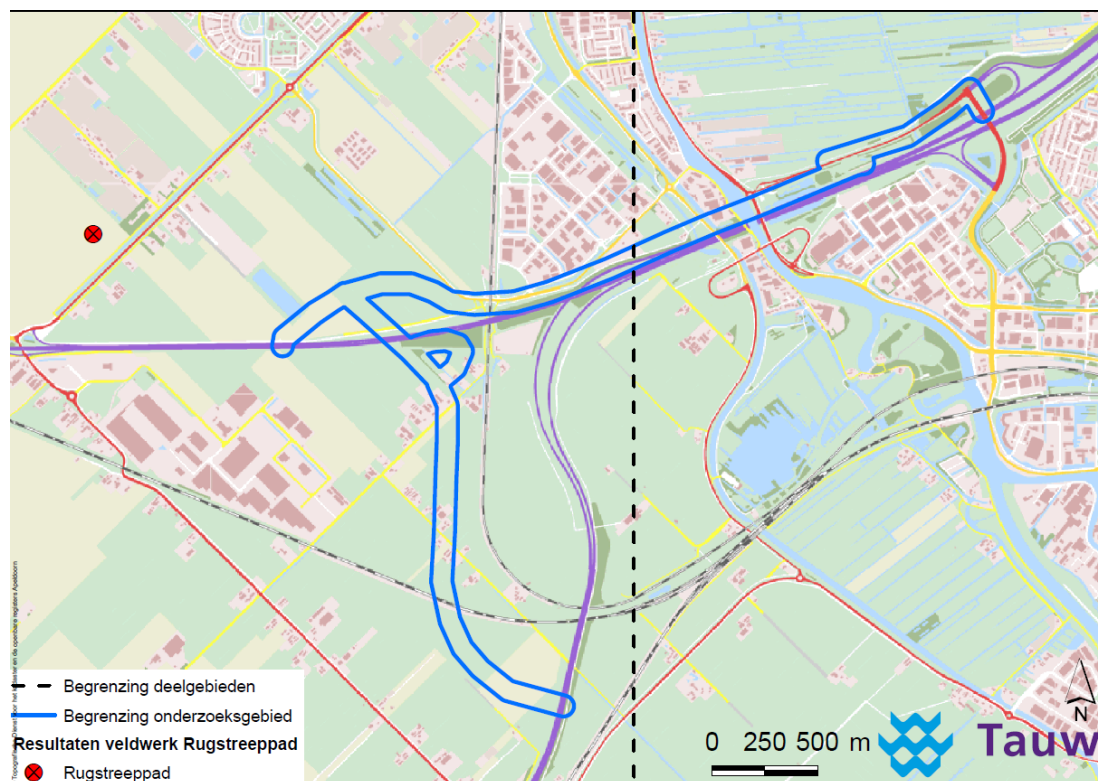 Begrenzing deelgebieden
Begrenzing onderzoeksgebied
Resultaten veldwerk Rugstreeppad
Rugstreeppad
0 250 500 m
N
Tauw